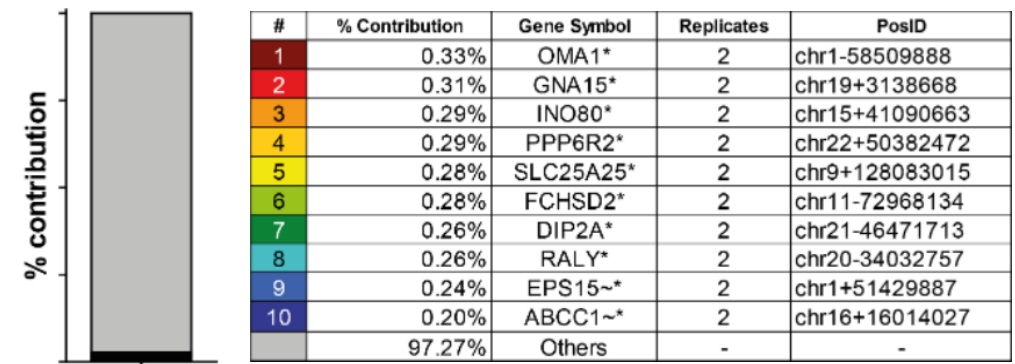 % contribution
# % Contribution Gene Symbol Replicates PosID
1 0.33% OMA1* 2 chr1-58509888
2 0.31% GNA15* 2 chr19+3138668
3 0.29% INO80* 2 chr15+41090663
4 0.29% PPP6R2* 2 chr22+50382472
5 0.28% SLC25A25* 2 chr9+128083015
6 0.28% FCHSD2* 2 chr11-72968134
7 0.26% DIP2A* 2 chr21-46471713
8 0.26% RALY* 2 chr20-34032757
9 0.24% EPS15~* 2 chr1+51429887
10 0.20% ABCC1~* 2 chr16+16014027
97.27% Others - -